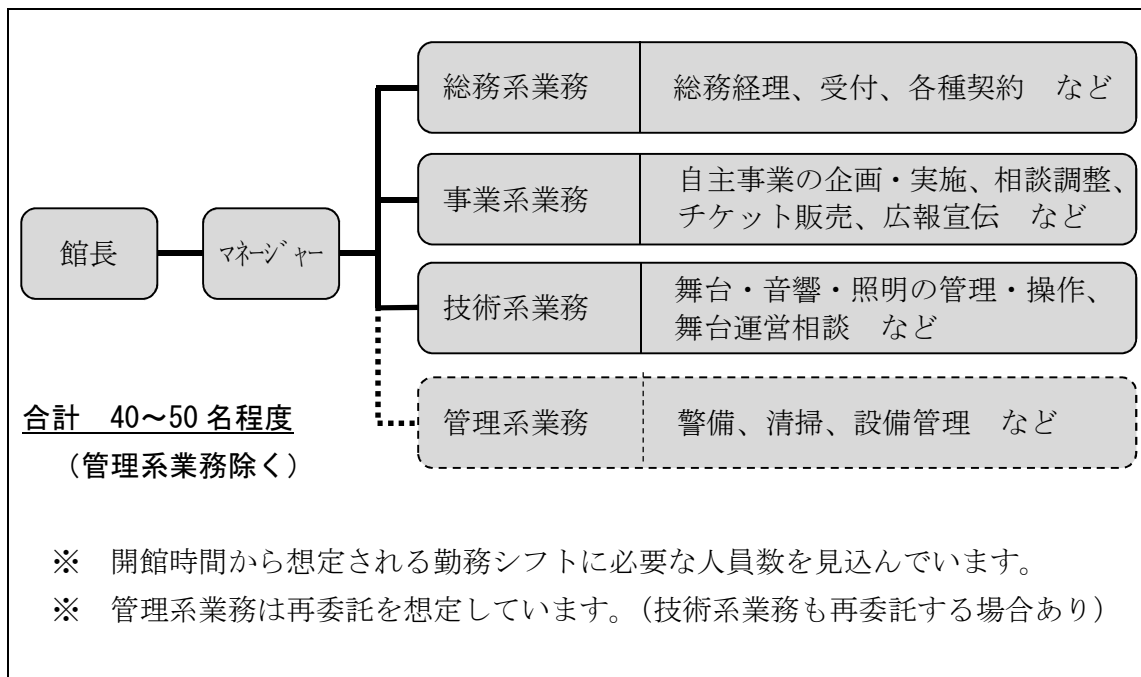 総務系業務
総務経理、受付、各種契約　など
事業系業務
自主事業の企画・実施、相談調整、
チケット販売、広報宣伝　など
館長
ﾏﾈｰｼﾞｬｰ
技術系業務
舞台・音響・照明の管理・操作、
舞台運営相談　など
管理系業務
警備、清掃、設備管理　など
合計　40～50名程度
（管理系業務除く）
※　開館時間から想定される勤務シフトに必要な人員数を見込んでいます。
※　管理系業務は再委託を想定しています。（技術系業務も再委託する場合あり）